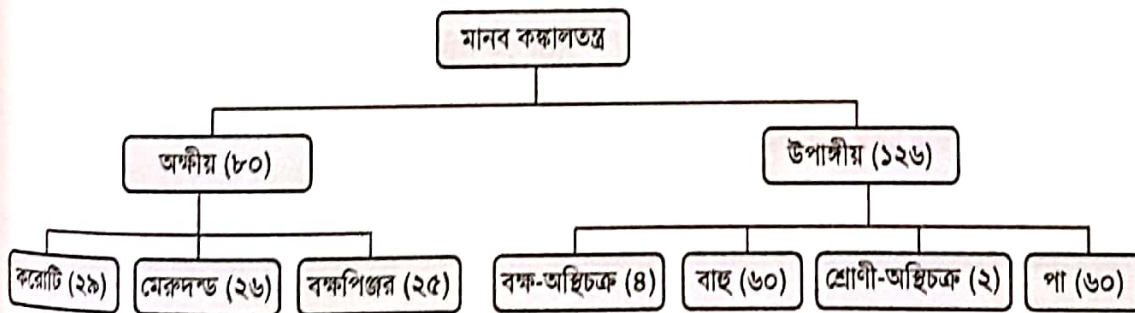 মানব কঙ্কালতন্ত্র
অক্ষীয় (৮০)
উপাঙ্গীয় (১২৬)
করোটি (২৯)
মেরুদন্ড (২৬)
বক্ষপিঞ্জর (২৫)
বক্ষ-অস্থিচক্র (৪)
বাহু (৬০)
শ্রোণী-অস্থিচক্র (২)
পা (৬০)